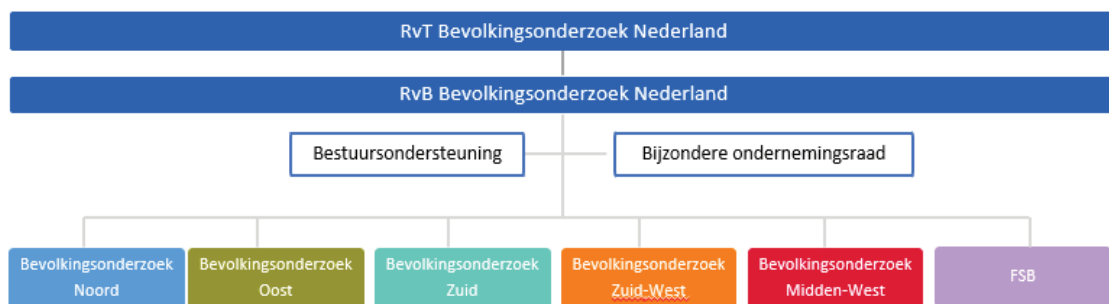 RvT Bevolkingsonderzoek Nederland
RvB Bevolkingsonderzoek Nederland
Bestuursondersteuning
Bijzondere ondernemingsraad
Bevolkingsonderzoek
Noord
Bevolkingsonderzoek
Oost
Bevolkingsonderzoek
Zuid
Bevolkingsonderzoek
Zuid-West
Bevolkingsonderzoek
Midden-West
FSB